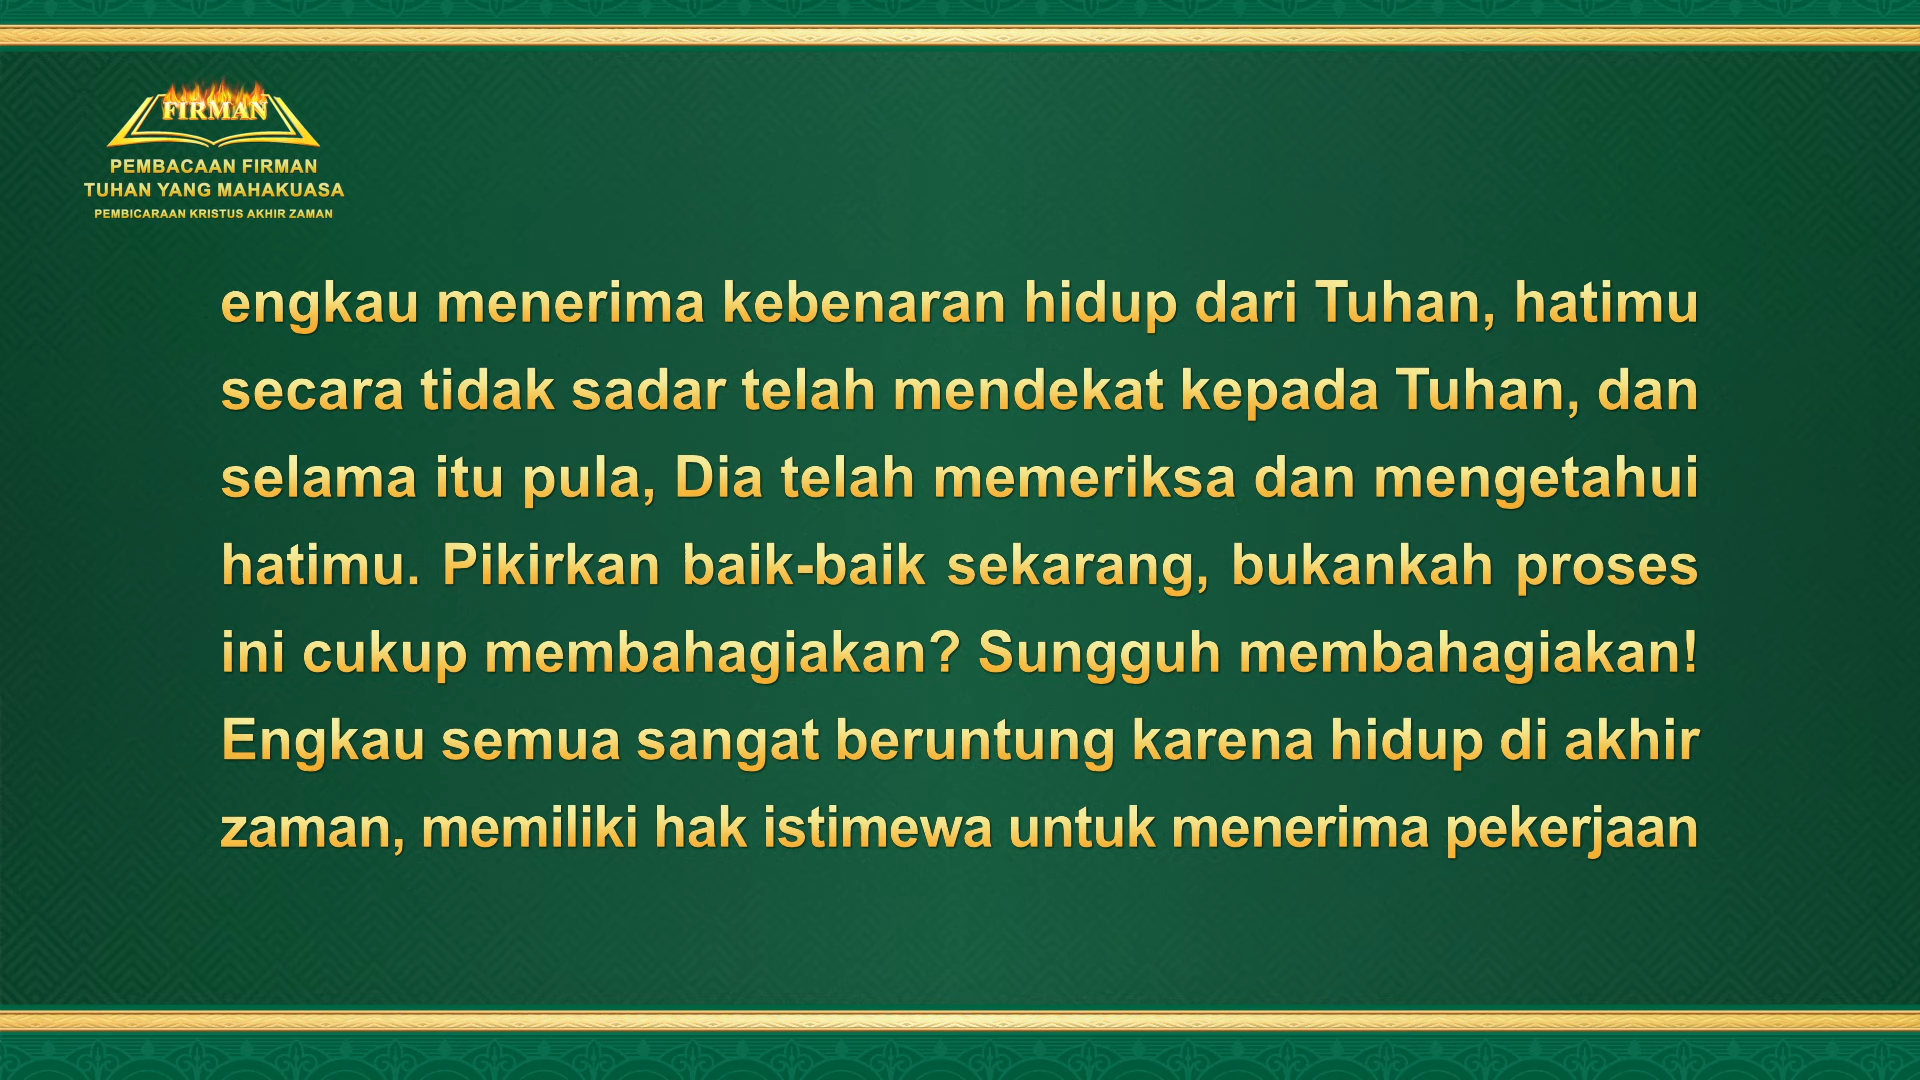 FIRMAN
PEMBACAAN FIRMAN
TUHAN YANG MAHAKUASA
PEMBICARAAN KRISTUS AKHIR ZAMAN
engkau menerima kebenaran hidup dari Tuhan, hatimu
secara tidak sadar telah mendekat kepada Tuhan, dan
selama itu pula, Dia telah memeriksa dan mengetahui
hatimu. Pikirkan baik-baik sekarang, bukankah proses
ini cukup membahagiakan? Sungguh membahagiakan!
Engkau semua sangat beruntung karena hidup di akhir
zaman, memiliki hak istimewa untuk menerima pekerjaan